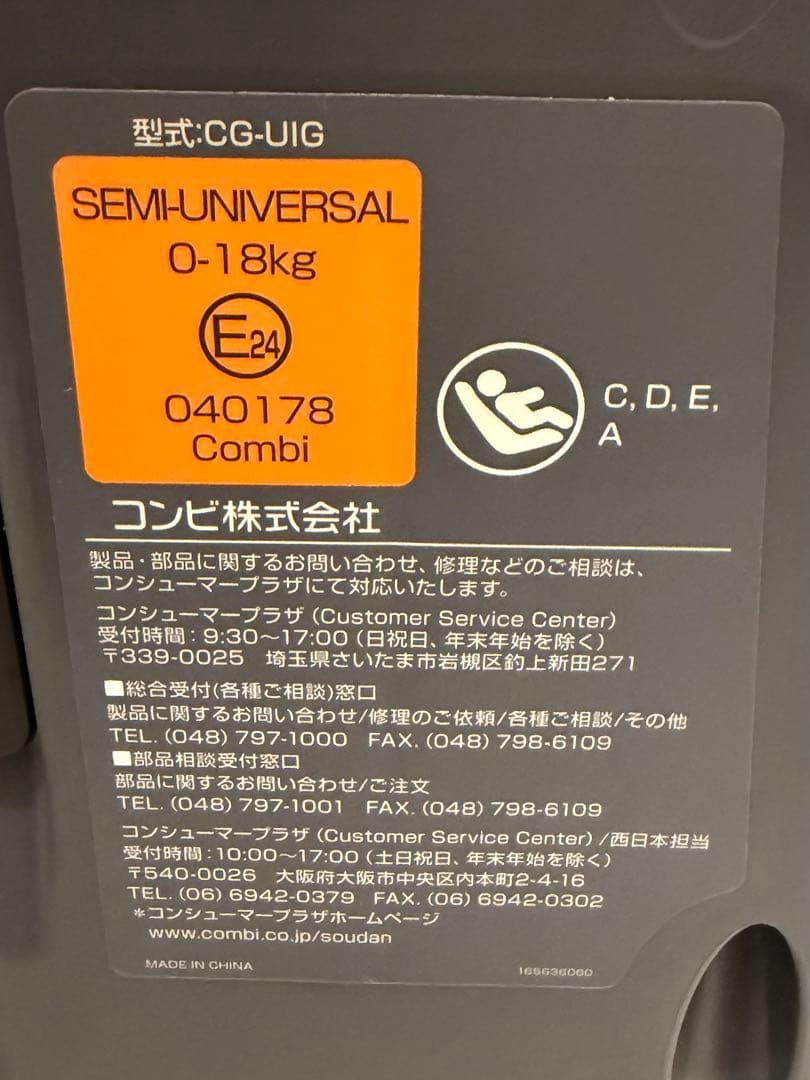 型式:CG-UIG
SEMI-UNIVERSAL
0-18kg
E24
040178
Combi
C, D, E,
A
コンビ株式会社
製品・部品に関するお問い合わせ、修理などのご相談は、
コンシューマープラザにて対応いたします。
コンシューマープラザ (Customer Service Center)
受付時間：9:30～17:00 (日祝日、年末年始を除く)
〒339-0025 埼玉県さいたま市岩槻区釣上新田271
■総合受付(各種ご相談)窓口
製品に関するお問い合わせ/修理のご依頼/各種ご相談/その他
TEL. (048) 797-1000 FAX. (048) 798-6109
■部品相談受付窓口
部品に関するお問い合わせ/ご注文
TEL. (048) 797-1001 FAX. (048) 798-6109
コンシューマープラザ (Customer Service Center) /西日本担当
受付時間：10:00～17:00 (土日祝日、年末年始を除く)
〒540-0026 大阪府大阪市中央区内本町2-4-16
TEL. (06) 6942-0379 FAX. (06) 6942-0302
＊コンシューマープラザホームページ
www.combi.co.jp/soudan
MADE IN CHINA 165636060